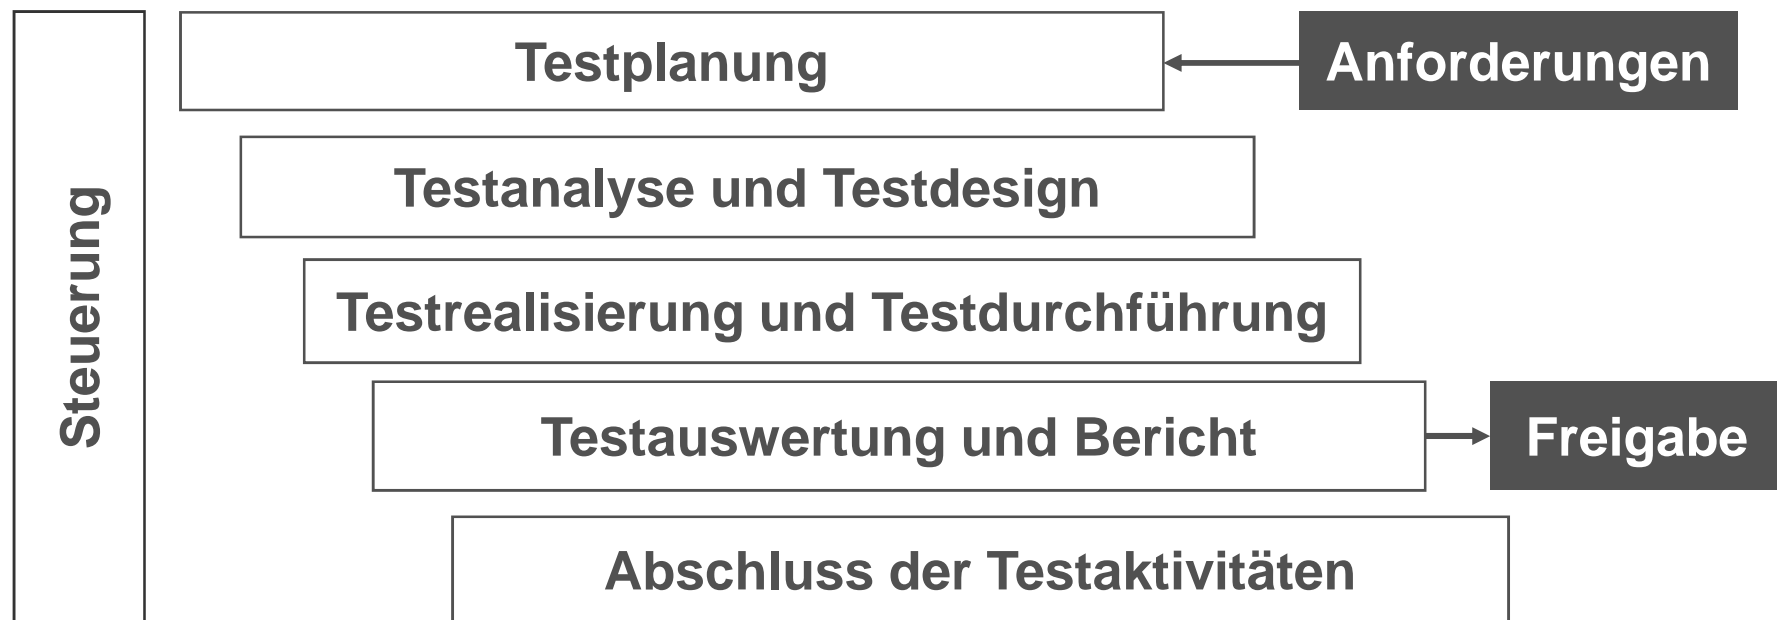 Steuerung
Testplanung
Anforderungen
Testanalyse und Testdesign
Testrealisierung und Testdurchführung
Testauswertung und Bericht
Freigabe
Abschluss der Testaktivitäten